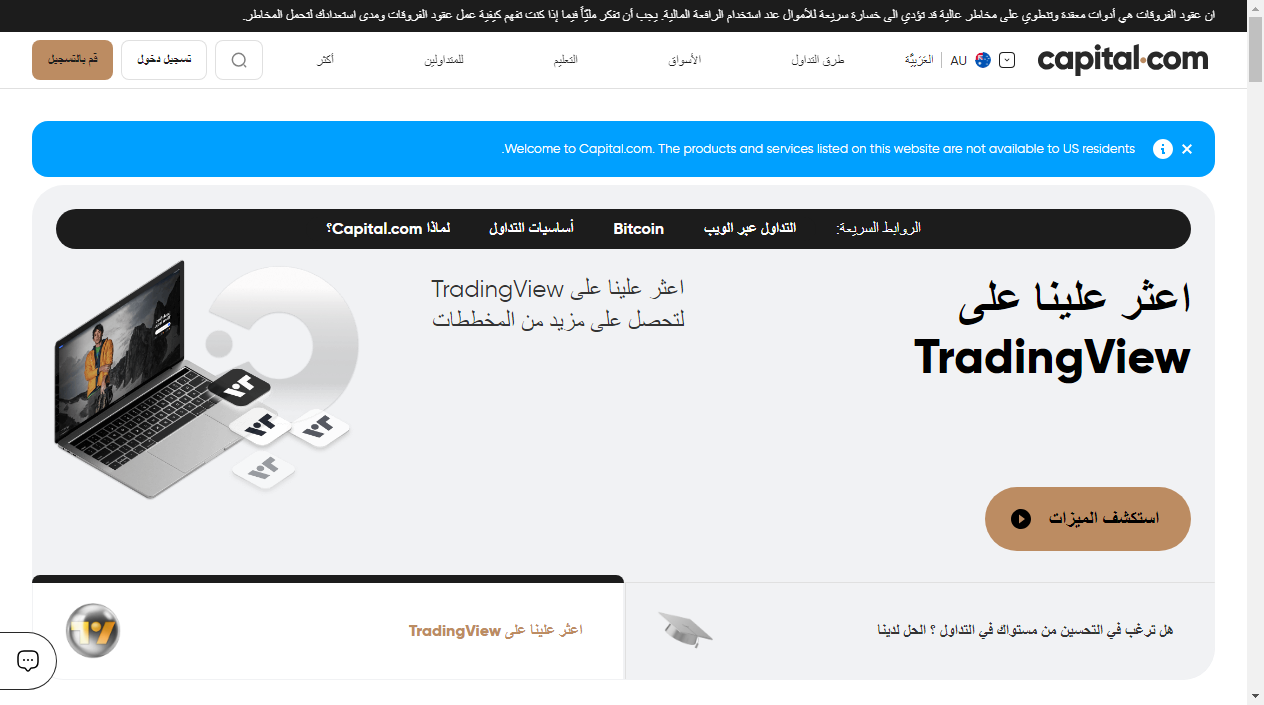 ان عقود الفروقات هي أدوات معقدة وتنطوي على مخاطر عالية قد تؤدي الى خسارة سريعة للأموال عند استخدام الرافعة المالية. يجب أن تفكر مليًّا فيما إذا كنت تفهم كيفية عمل عقود الفروقات ومدى استعدادك لتحمل المخاطر.
capital.com
AU
العَرَبِيَّة
طرق التداول
الأسواق
التعليم
للمتداولين
أكثر
تسجيل دخول
قم بالتسجيل
Welcome to Capital.com. The products and services listed on this website are not available to US residents.
الروابط السريعة:
التداول عبر الويب
Bitcoin
أساسيات التداول
لماذا Capital.com؟
اعثر علينا على
TradingView
اعثر علينا على TradingView
لتحصل على مزيد من المخططات
استكشف الميزات
هل ترغب في التحسين من مستواك في التداول ؟ الحل لدينا
اعثر علينا على TradingView